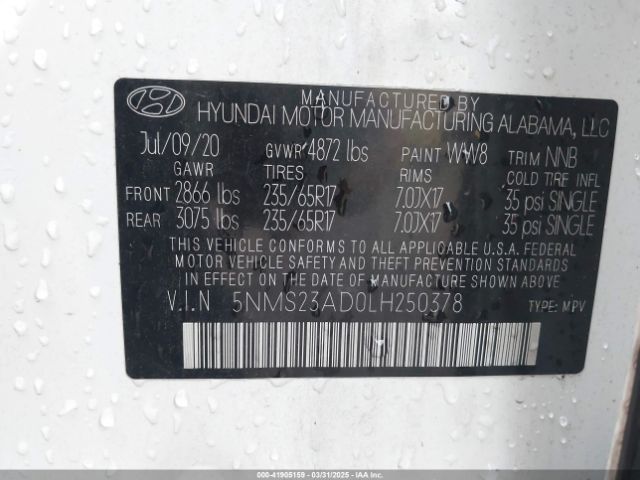 MANUFACTURED BY
HYUNDAI MOTOR MANUFACTURING ALABAMA, LLC
Jul/09/20 GVWR 4872 lbs PAINT WW8 TRIM NNB
GAWR TIRES RIMS COLD TIRE INFL
FRONT 2866 lbs 235/65R17 7.0JX17 35 psi SINGLE
REAR 3075 lbs 235/65R17 7.0JX17 35 psi SINGLE
THIS VEHICLE CONFORMS TO ALL APPLICABLE U.S.A. FEDERAL
MOTOR VEHICLE SAFETY AND THEFT PREVENTION STANDARDS
IN EFFECT ON THE DATE OF MANUFACTURE SHOWN ABOVE
V.I.N 5NMS23AD0LH250378 TYPE: MPV
000-41905159 - 03/31/2025 - COPYRIGHT IAA, LLC.